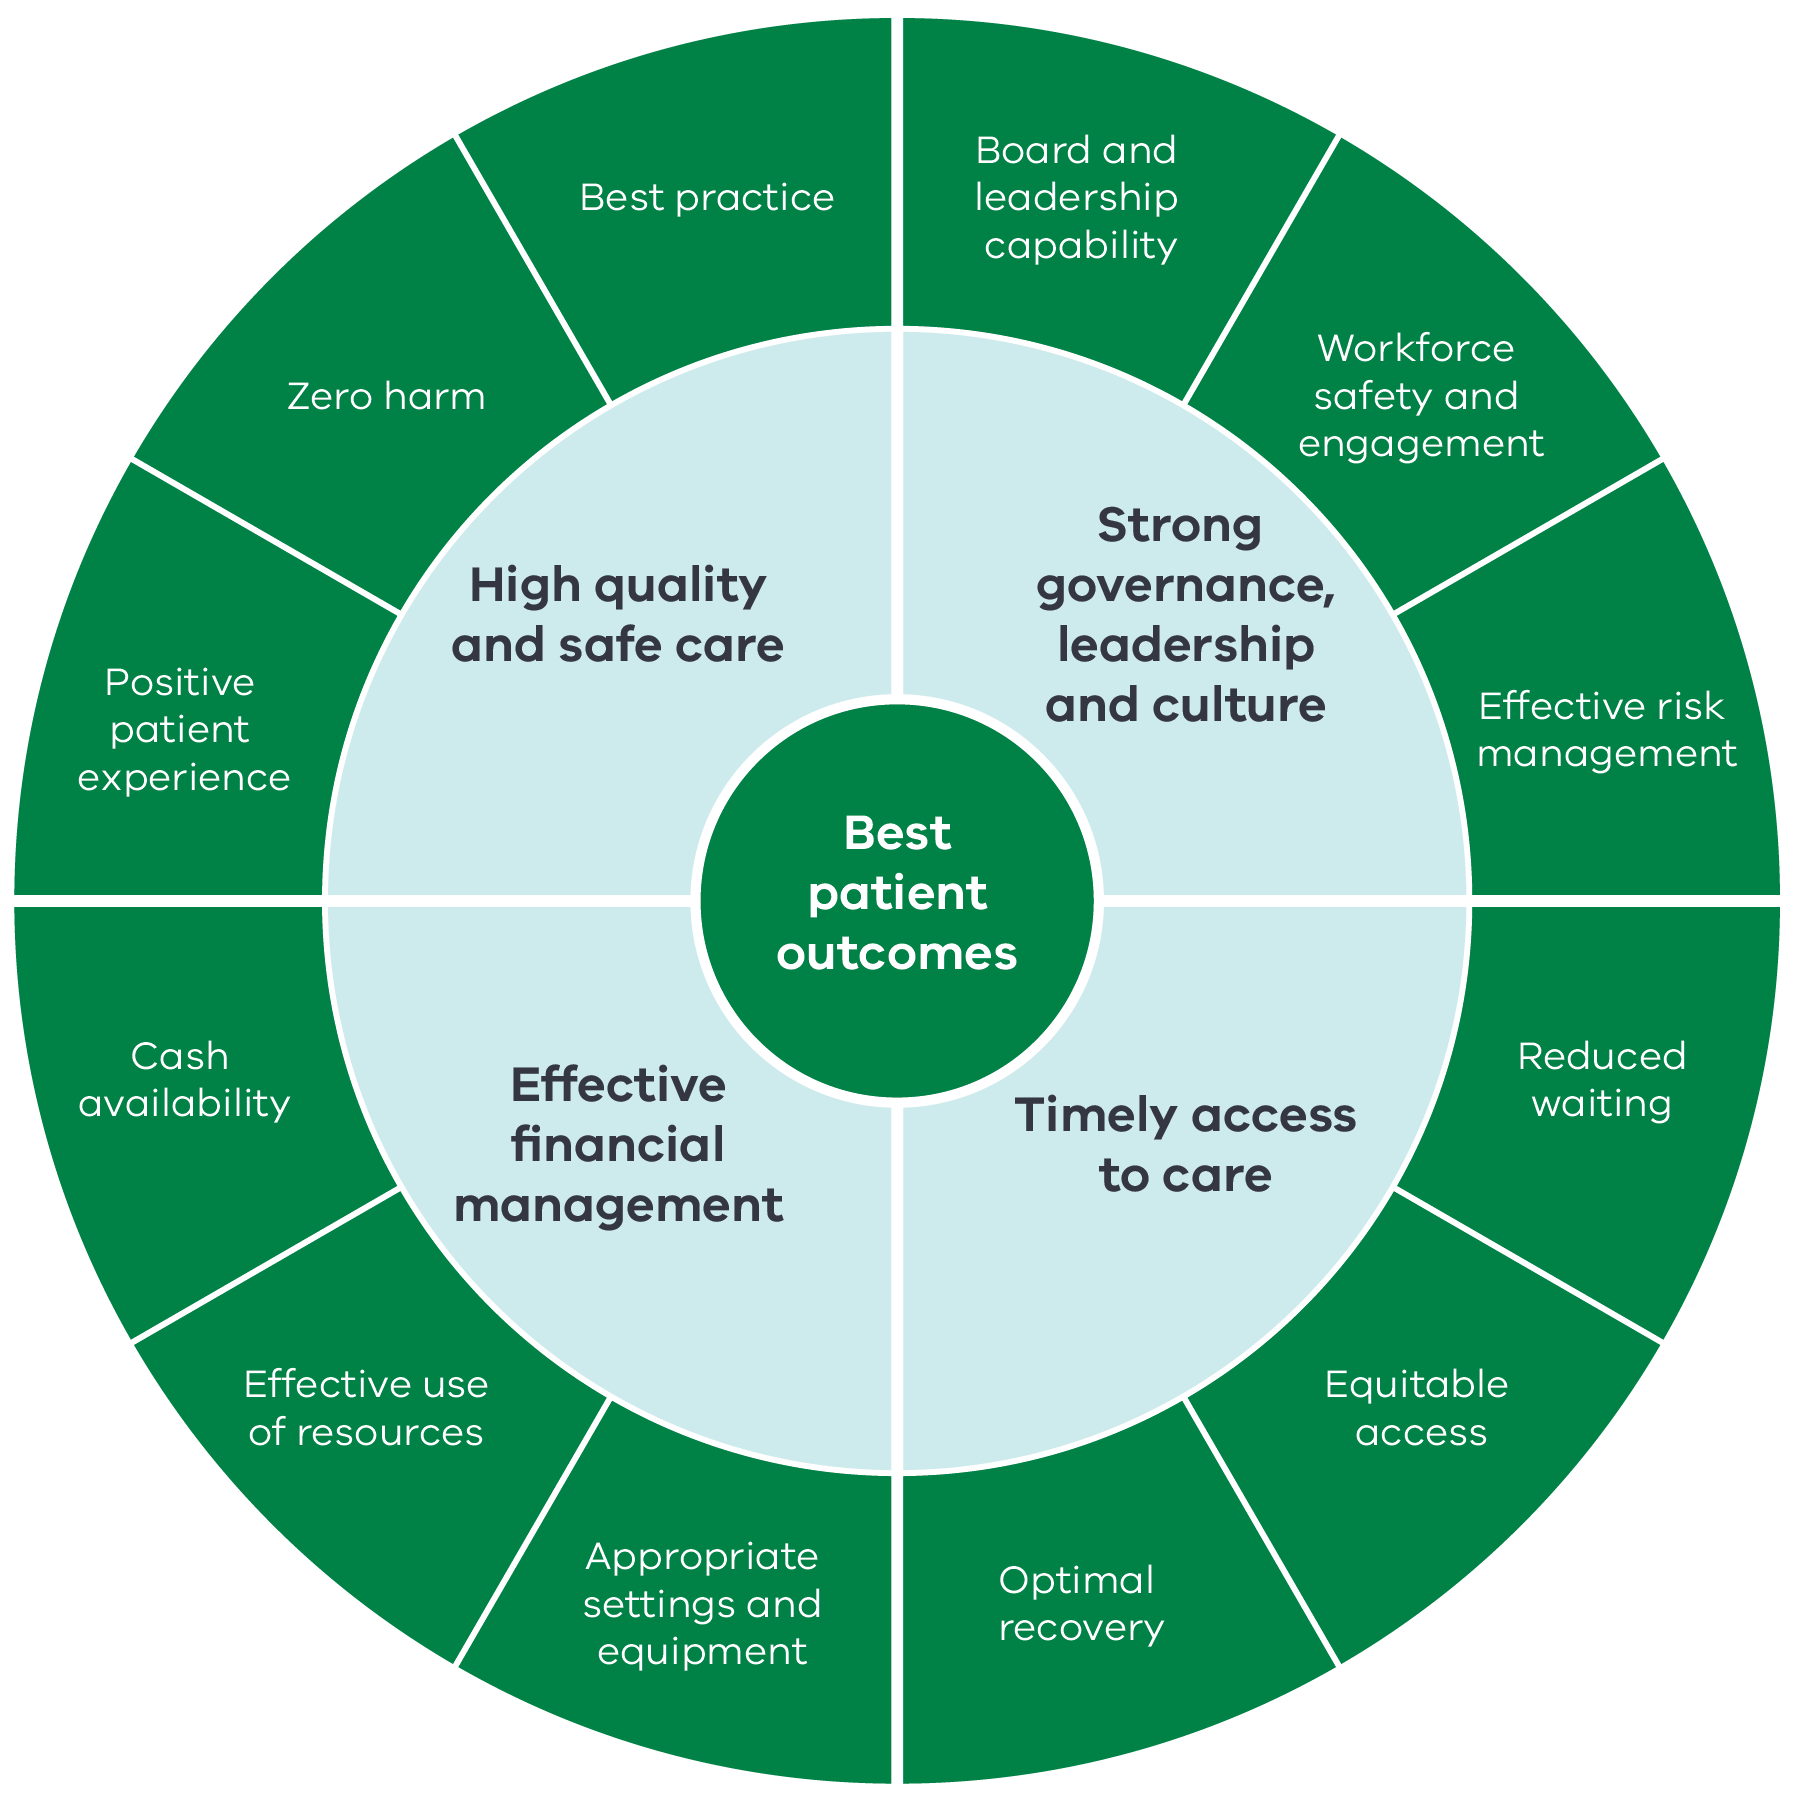 Best practice
Board and
leadership
capability
Zero harm
Workforce
safety and
engagement
Positive
patient
experience
High quality
and safe care
Strong
governance,
leadership
and culture
Effective risk
management
Best
patient
outcomes
Cash
availability
Effective
financial
management
Timely access
to care
Reduced
waiting
Effective use
of resources
Equitable
access
Appropriate
settings and
equipment
Optimal
recovery